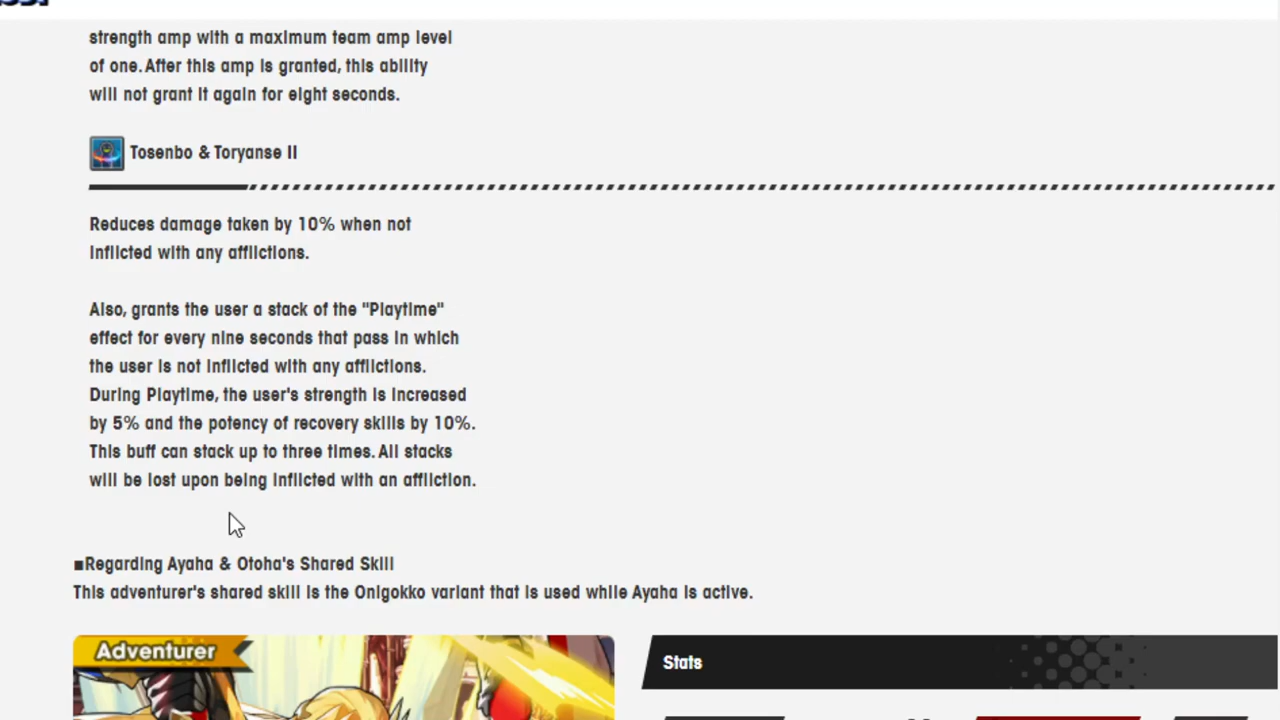 strength amp with a maximum team amp level
of one. After this amp is granted, this ability
will not grant it again for eight seconds.
Tosenbo & Toryanse II
Reduces damage taken by 10% when not
inflicted with any afflictions.
Also, grants the user a stack of the "Playtime"
effect for every nine seconds that pass in which
the user is not inflicted with any afflictions.
During Playtime, the user's strength is increased
by 5% and the potency of recovery skills by 10%.
This buff can stack up to three times. All stacks
will be lost upon being inflicted with an affliction.
■Regarding Ayaha & Otoha's Shared Skill
This adventurer's shared skill is the Onigokko variant that is used while Ayaha is active.
Adventurer
Stats